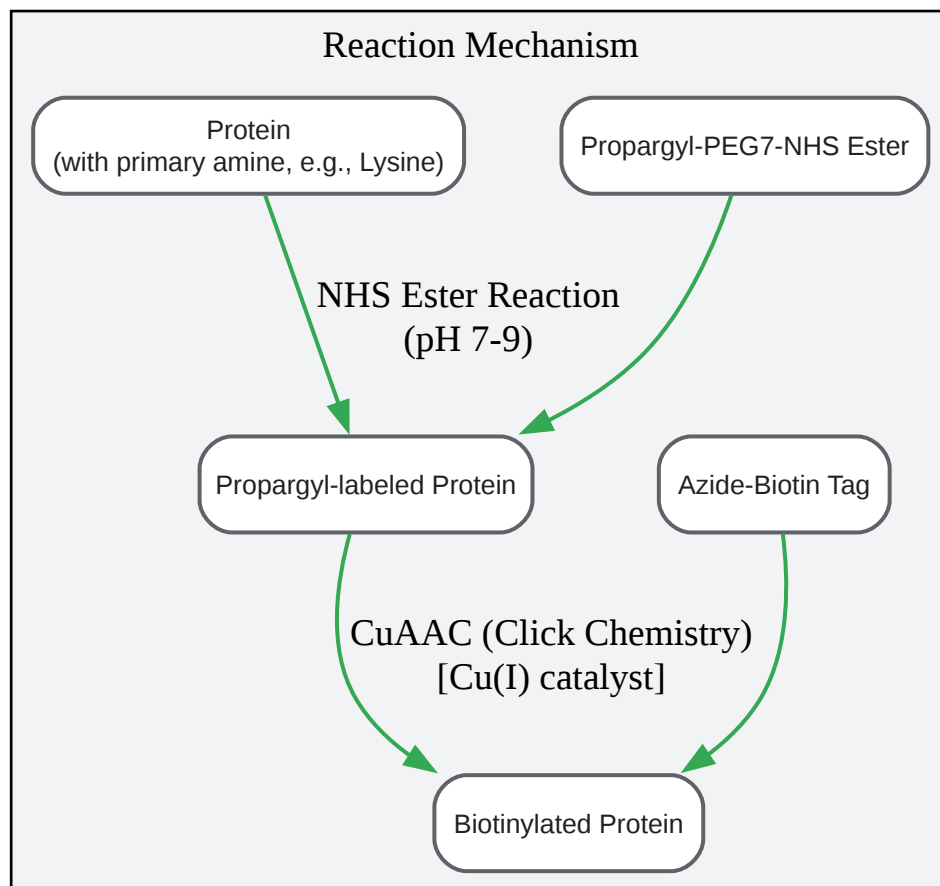 Reaction Mechanism
Protein
(with primary amine, e.g., Lysine)
Propargyl-PEG7-NHS Ester
NHS Ester Reaction
(pH 7-9)
Propargyl-labeled Protein
Azide-Biotin Tag
CuAAC (Click Chemistry)
[Cu(I) catalyst]
Biotinylated Protein